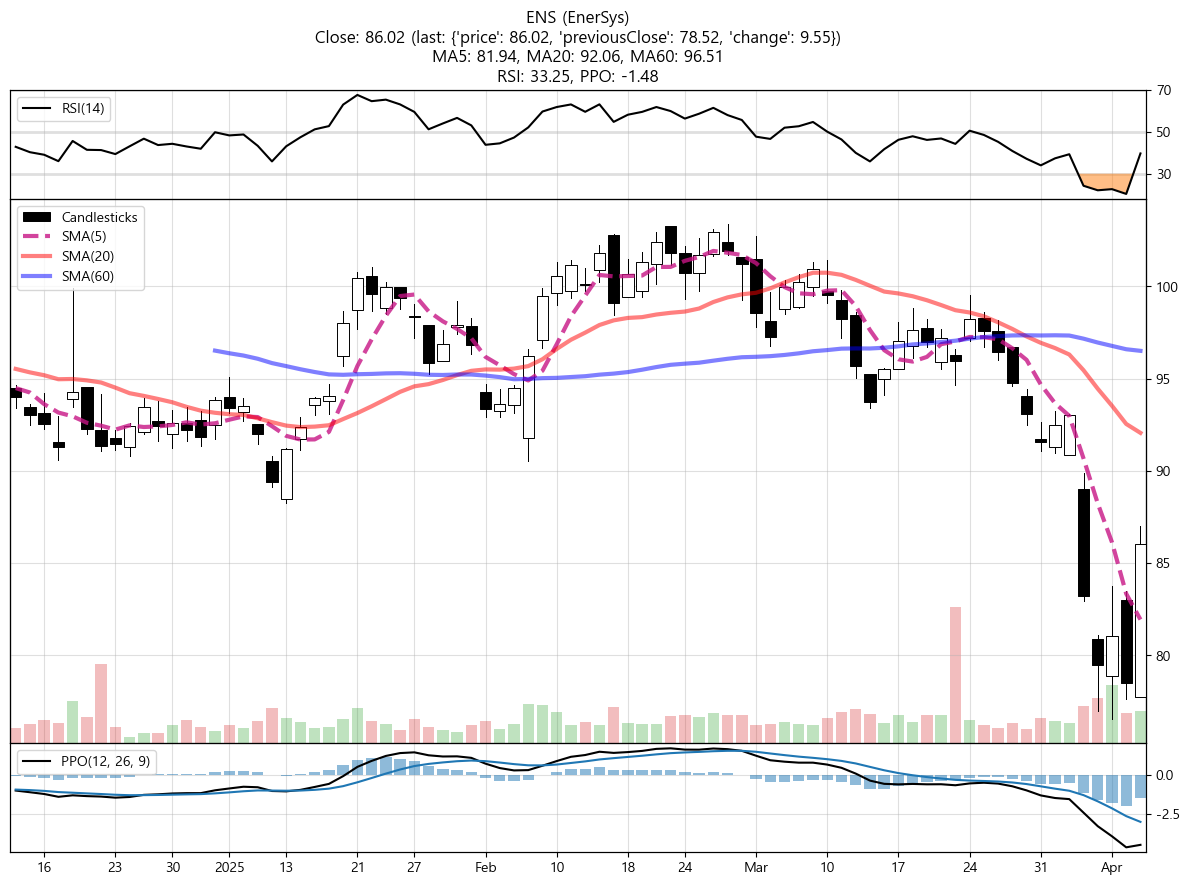 ENS (EnerSys)
Close: 86.02 (last: {'price': 86.02, 'previousClose': 78.52, 'change': 9.55})
MA5: 81.94, MA20: 92.06, MA60: 96.51
RSI: 33.25, PPO: -1.48
RSI(14)
70
50
30
Candlesticks
SMA(5)
SMA(20)
SMA(60)
100
95
90
85
80
PPO(12, 26, 9)
0.0
-2.5
16 23 30 2025 13 21 27 Feb 10 18 24 Mar 10 17 24 31 Apr